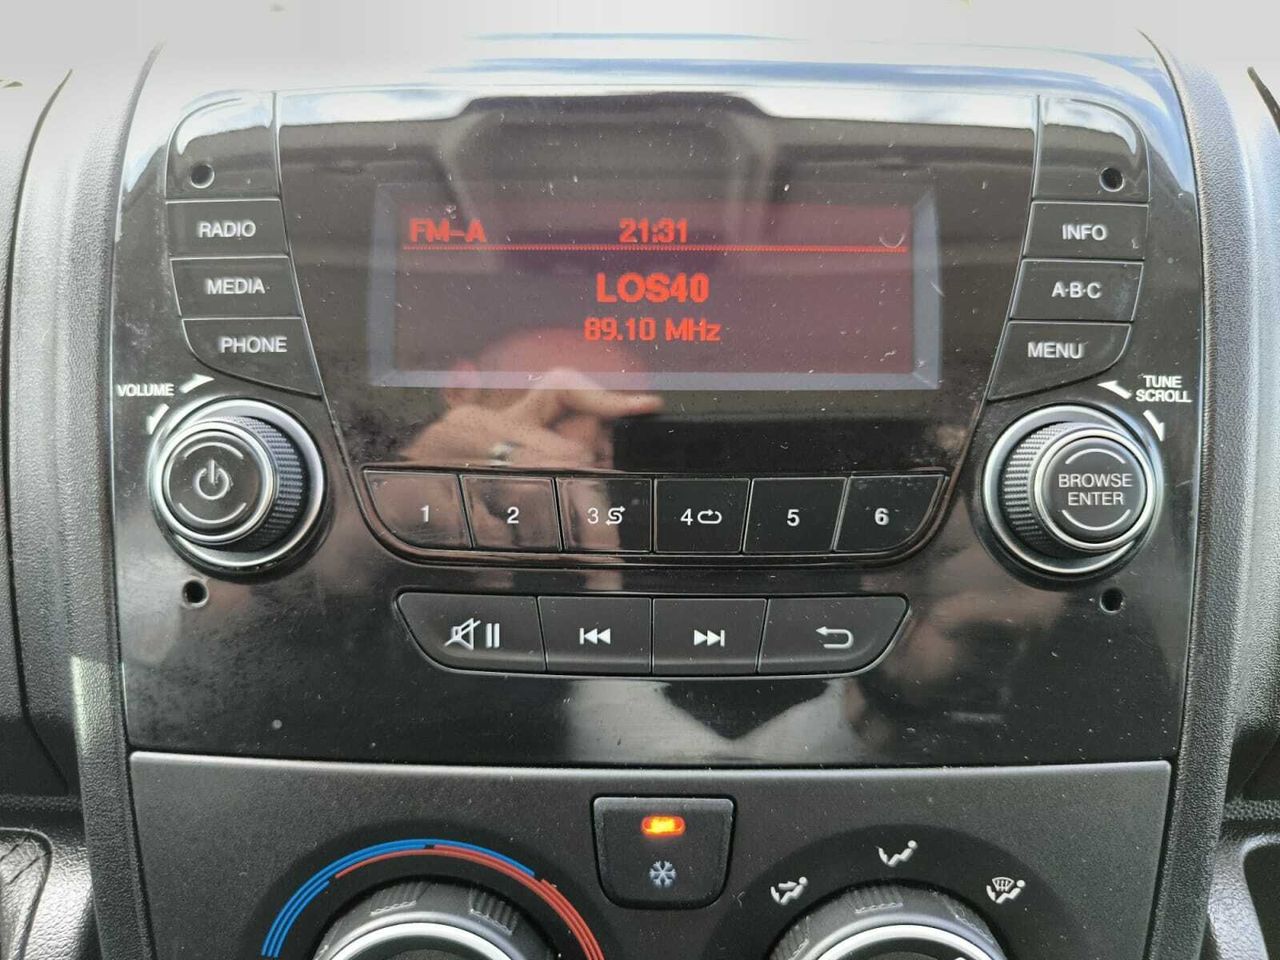 FM-A 21:31
LOS40
89.10 MHz
RADIO
MEDIA
PHONE
VOLUME
INFO
A·B·C
MENU
TUNE
SCROLL
BROWSE
ENTER
1 2 3 4 5 6